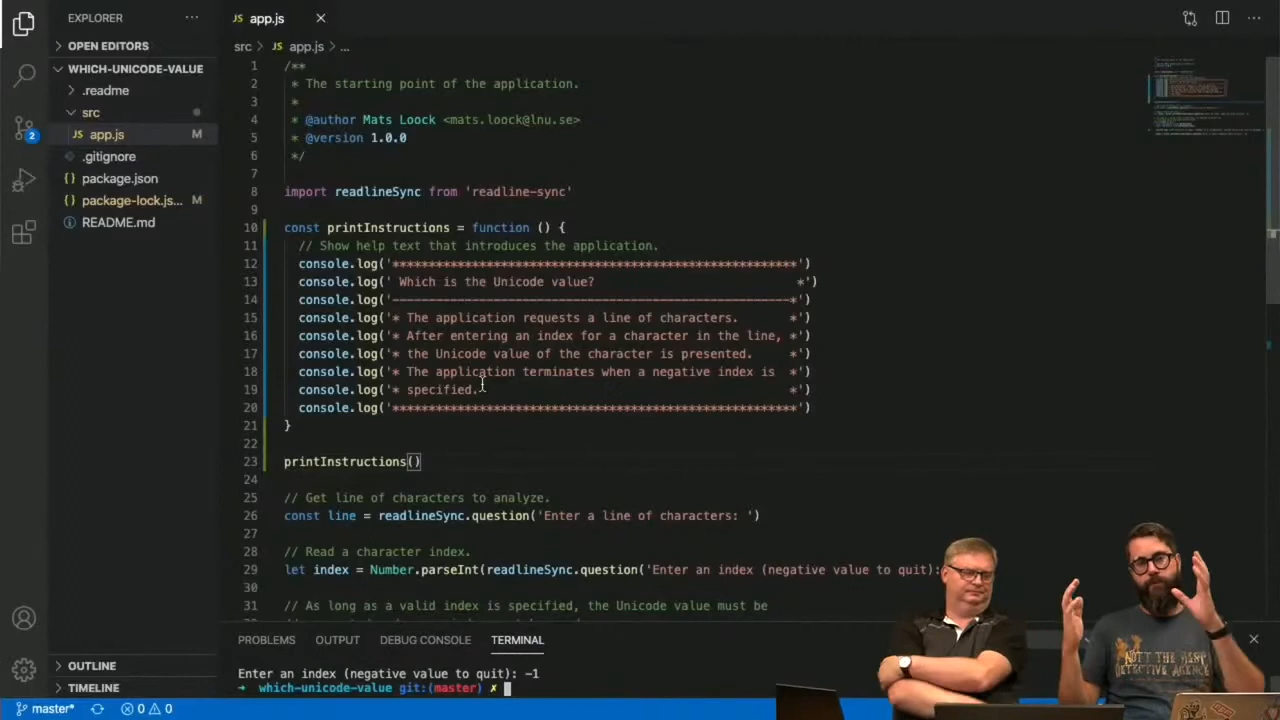 EXPLORER
JS app.js
OPEN EDITORS
src > JS app.js > ...
WHICH-UNICODE-VALUE
.readme
src
JS app.js M
.gitignore
package.json
package-lock.js... M
README.md
2
1 /**
2 * The starting point of the application.
3 *
4 * @author Mats Loock <mats.loock@lnu.se>
5 * @version 1.0.0
6 */
7
8 import readlineSync from 'readline-sync'
9
10 const printInstructions = function () {
11 // Show help text that introduces the application.
12 console.log('********************************************************')
13 console.log(' Which is the Unicode value?                            *')
14 console.log('-------------------------------------------------------*')
15 console.log('* The application requests a line of characters.       *')
16 console.log('* After entering an index for a character in the line, *')
17 console.log('* the Unicode value of the character is presented.     *')
18 console.log('* The application terminates when a negative index is  *')
19 console.log('* specified.                                           *')
20 console.log('********************************************************')
21 }
22
23 printInstructions()
24
25 // Get line of characters to analyze.
26 const line = readlineSync.question('Enter a line of characters: ')
27
28 // Read a character index.
29 let index = Number.parseInt(readlineSync.question('Enter an index (negative value to quit):
30
31 // As long as a valid index is specified, the Unicode value must be
PROBLEMS OUTPUT DEBUG CONSOLE TERMINAL
Enter an index (negative value to quit): -1
➜ which-unicode-value git:(master) ✗
OUTLINE
TIMELINE
master* 0 0
NOT THE BEST
DETECTIVE AGENCY